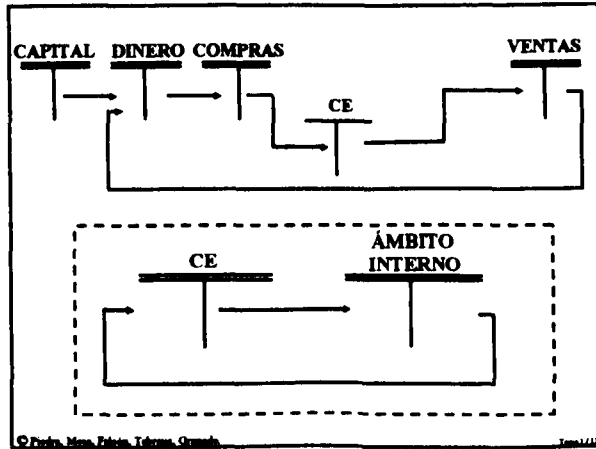 CAPITAL DINERO COMPRAS VENTAS
CE
CE
ÁMBITO
INTERNO
©